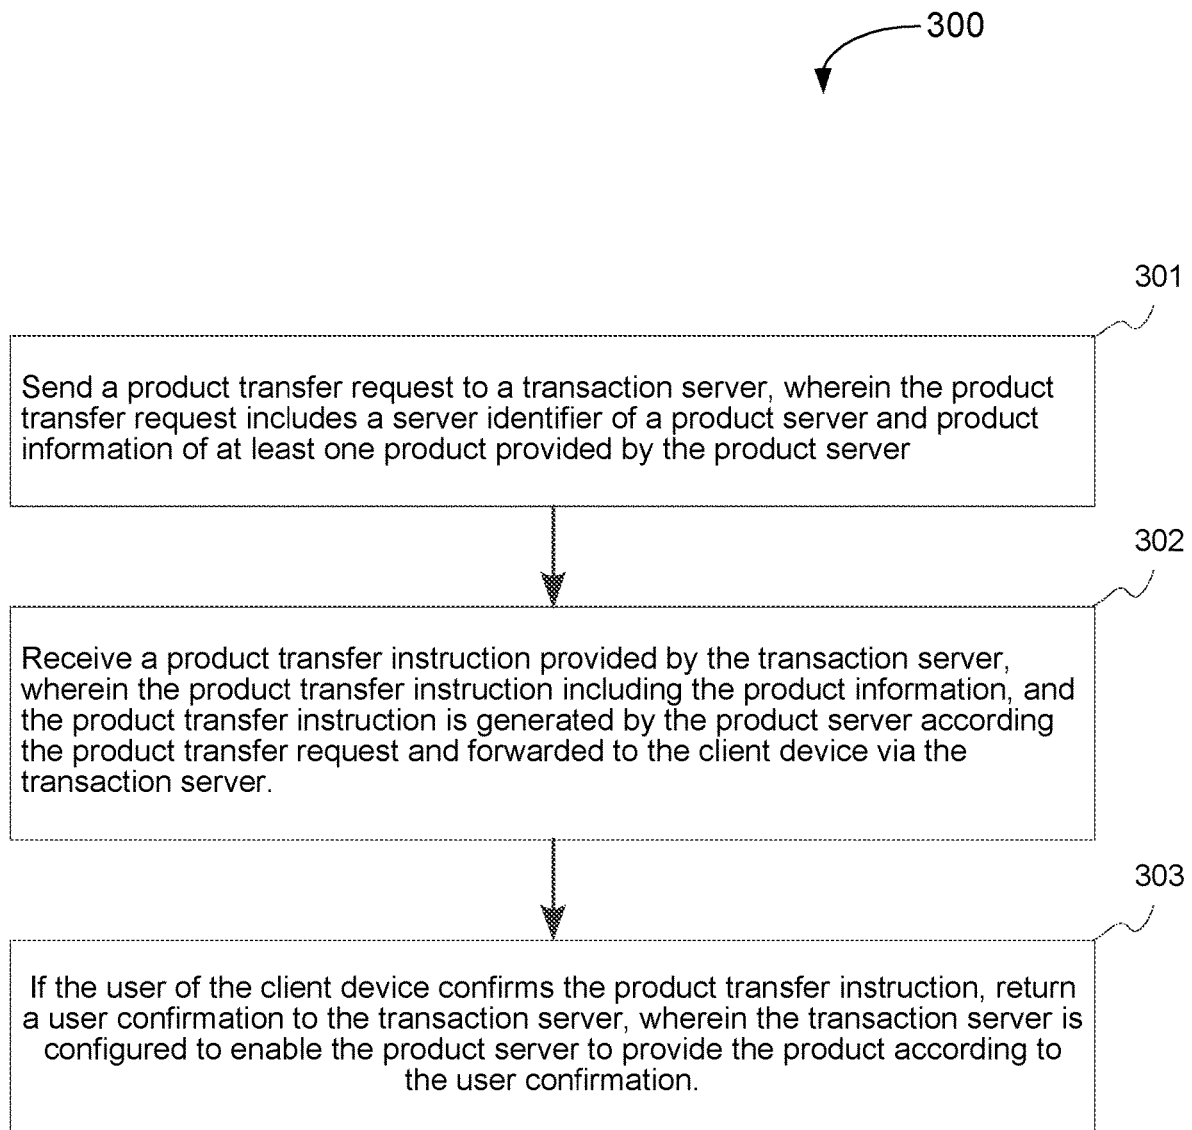 300
301
Send a product transfer request to a transaction server, wherein the product
transfer request includes a server identifier of a product server and product
information of at least one product provided by the product server
302
Receive a product transfer instruction provided by the transaction server,
wherein the product transfer instruction including the product information, and
the product transfer instruction is generated by the product server according
the product transfer request and forwarded to the client device via the
transaction server.
303
If the user of the client device confirms the product transfer instruction, return
a user confirmation to the transaction server, wherein the transaction server is
configured to enable the product server to provide the product according to
the user confirmation.